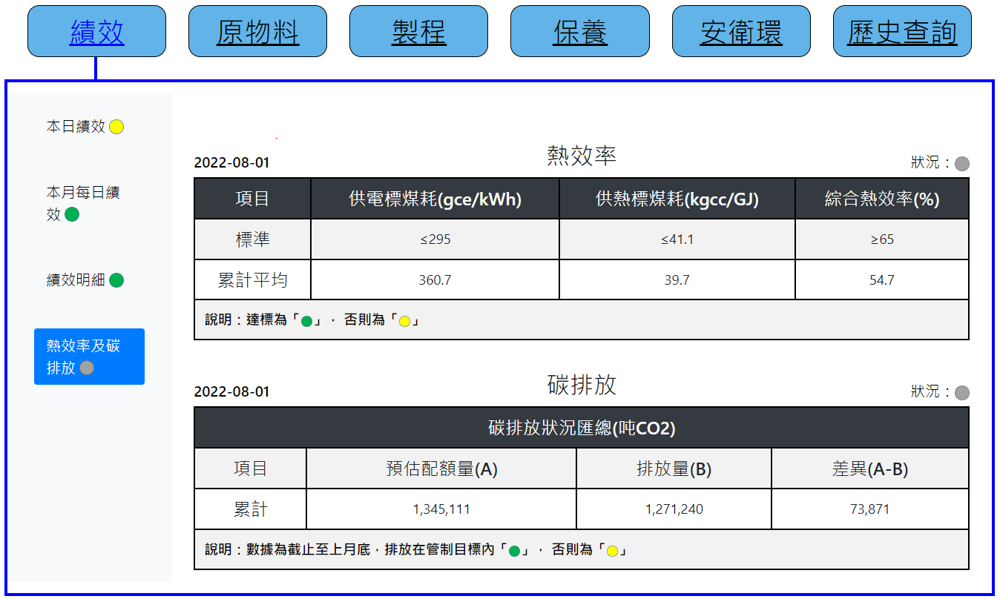 績效 原物料 製程 保養 安衛環 歷史查詢
本日績效
本月每日績
效
績效明細
熱效率及碳
排放
熱效率
2022-08-01 狀況：
項目 供電標煤耗(gce/kWh) 供熱標煤耗(kgcc/GJ) 綜合熱效率(%)
標準 ≤295 ≤41.1 ≥65
累計平均 360.7 39.7 54.7
說明：達標為「」， 否則為「」
碳排放
2022-08-01 狀況：
碳排放狀況匯總(吨CO2)
項目 預估配額量(A) 排放量(B) 差異(A-B)
累計 1,345,111 1,271,240 73,871
說明：數據為截止至上月底，排放在管制目標內「」， 否則為「」